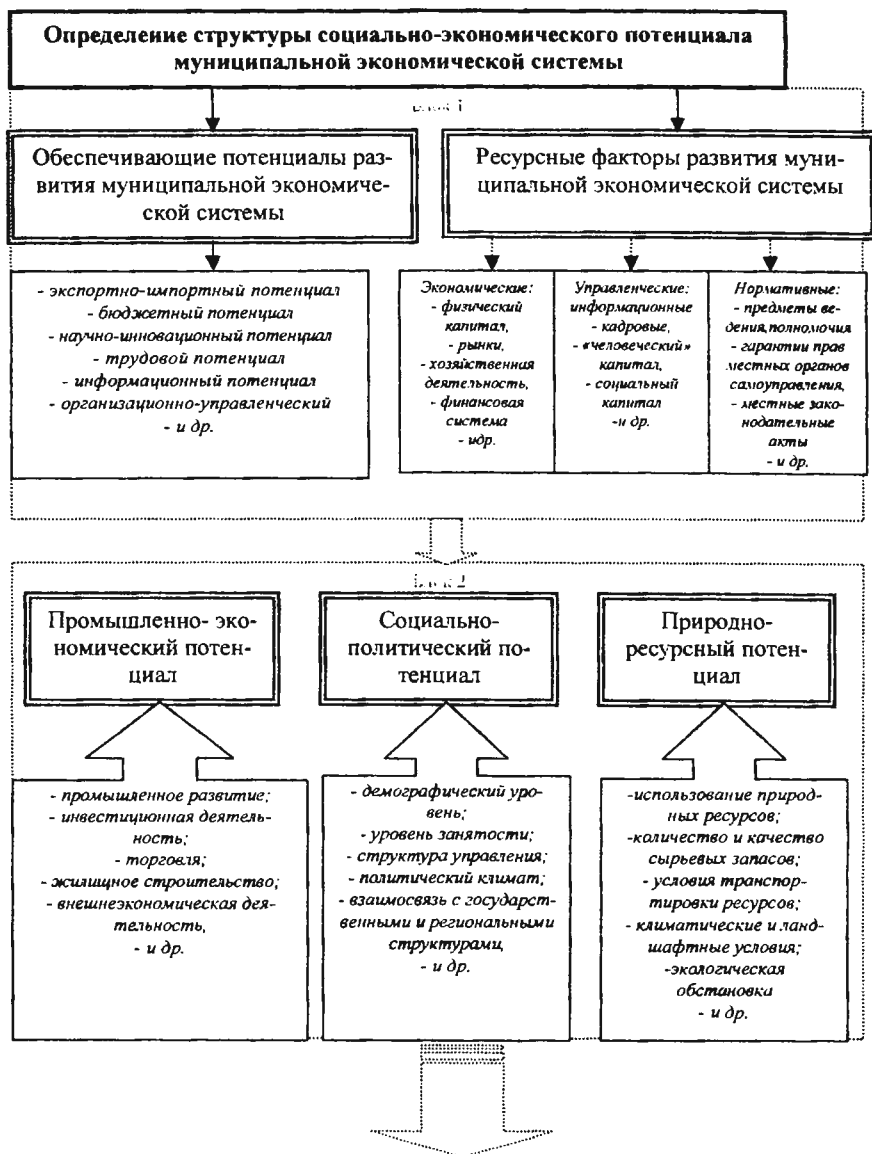 Определение структуры социально-экономического потенциала
муниципальной экономической системы
Обеспечивающие потенциалы раз-
вития муниципальной экономиче-
ской системы
Ресурсные факторы развития муни-
ципальной экономической системы
- экспортно-импортный потенциал
- бюджетный потенциал
- научно-инновационный потенциал
- трудовой потенциал
- информационный потенциал
- организационно-управленческий
- и др.
Экономические:
- физический
капитал,
- рынки,
- хозяйственная
деятельность,
- финансовая
система
- идр.
Управленческие:
информационные
- кадровые,
- «человеческий»
капитал,
- социальный
капитал
-и др.
Нормативные:
- предметы ве-
дения, полномочия
- гарантии прав
местных органов
самоуправления,
- местные зако-
нодательные
акты
- и др.
2
Промышленно- эко-
номический потен-
циал
Социально-
политический по-
тенциал
Природно-
ресурсный потен-
циал
- промышленное развитие;
- инвестиционная деятель-
ность;
- торговля;
- жилищное строительство;
- внешнеэкономическая дея-
тельность,
- и др.
- демографический уро-
вень;
- уровень занятости;
- структура управления;
- политический климат;
- взаимосвязь с государст-
венными и региональными
структурами,
- и др.
-использование природ-
ных ресурсов;
-количество и качество
сырьевых запасов;
- условия транспор-
тировки ресурсов;
- климатические и ланд-
шафтные условия;
-экологическая
обстановка
- и др.